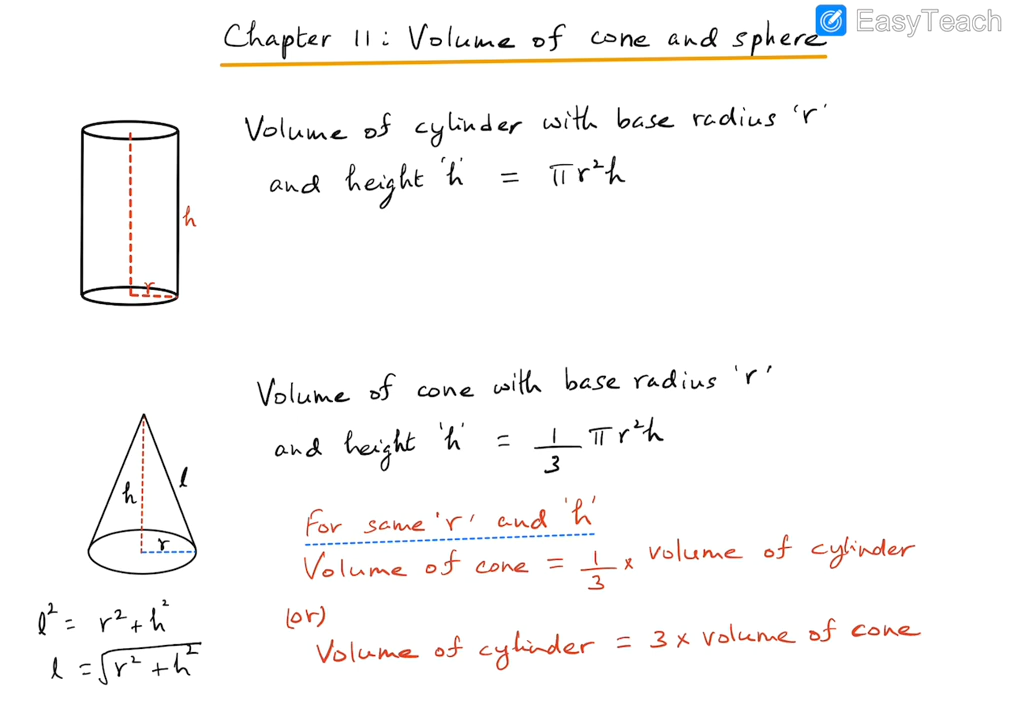 Chapter 11: Volume of cone and sphere
EasyTeach
Volume of cylinder with base radius 'r'
and height 'h' = πr²h
h
r
Volume of cone with base radius 'r'
and height 'h' = 1/3 πr²h
h
l
r
For same 'r' and 'h'
Volume of cone = 1/3 × volume of cylinder
(or)
Volume of cylinder = 3 × volume of cone
l² = r² + h²
l = √r² + h²